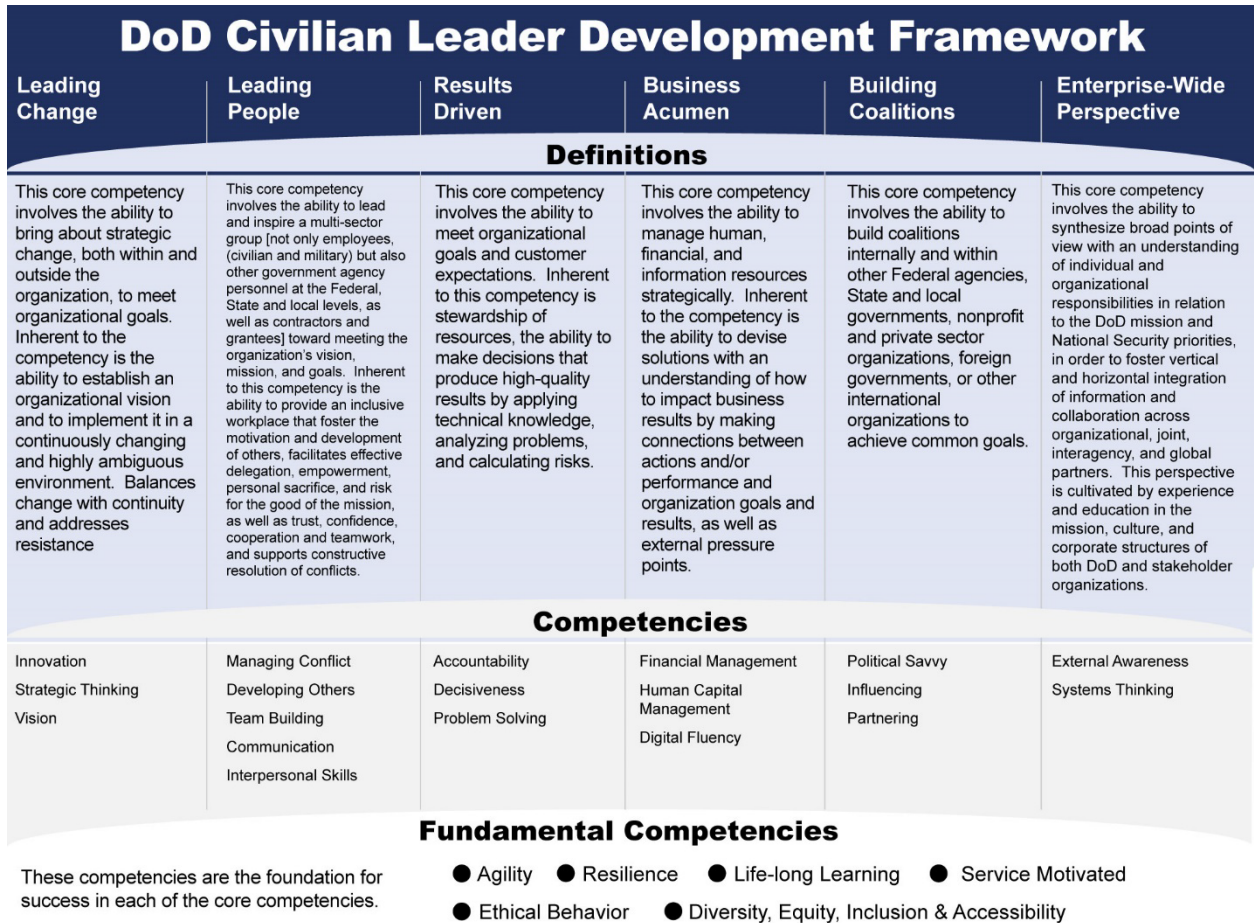 DoD Civilian Leader Development Framework
Leading
Change
Leading
People
Results
Driven
Business
Acumen
Building
Coalitions
Enterprise-Wide
Perspective
Definitions
This core competency
involves the ability to
bring about strategic
change, both within and
outside the
organization, to meet
organizational goals.
Inherent to the
competency is the
ability to establish an
organizational vision
and to implement it in a
continuously changing
and highly ambiguous
environment.  Balances
change with continuity
and addresses
resistance
This core competency
involves the ability to lead
and inspire a multi-sector
group [not only employees,
(civilian and military) but also
other government agency
personnel at the Federal,
State and local levels, as
well as contractors and
grantees] toward meeting the
organization's vision,
mission, and goals.  Inherent
to this competency is the
ability to provide an inclusive
workplace that foster the
motivation and development
of others, facilitates effective
delegation, empowerment,
personal sacrifice, and risk
for the good of the mission,
as well as trust, confidence,
cooperation and teamwork,
and supports constructive
resolution of conflicts.
This core competency
involves the ability to
meet organizational
goals and customer
expectations.  Inherent
to this competency is
stewardship of
resources, the ability to
make decisions that
produce high-quality
results by applying
technical knowledge,
analyzing problems,
and calculating risks.
This core competency
involves the ability to
manage human,
financial, and
information resources
strategically.  Inherent
to the competency is
the ability to devise
solutions with an
understanding of how
to impact business
results by making
connections between
actions and/or
performance and
organization goals and
results, as well as
external pressure
points.
This core competency
involves the ability to
build coalitions
internally and within
other Federal agencies,
State and local
governments, nonprofit
and private sector
organizations, foreign
governments, or other
international
organizations to
achieve common goals.
This core competency
involves the ability to
synthesize broad points of
view with an understanding
of individual and
organizational
responsibilities in relation
to the DoD mission and
National Security priorities,
in order to foster vertical
and horizontal integration
of information and
collaboration across
organizational, joint,
interagency, and global
partners.  This perspective
is cultivated by experience
and education in the
mission, culture, and
corporate structures of
both DoD and stakeholder
organizations.
Competencies
Innovation
Strategic Thinking
Vision
Managing Conflict
Developing Others
Team Building
Communication
Interpersonal Skills
Accountability
Decisiveness
Problem Solving
Financial Management
Human Capital
Management
Digital Fluency
Political Savvy
Influencing
Partnering
External Awareness
Systems Thinking
Fundamental Competencies
These competencies are the foundation for
success in each of the core competencies.
● Agility ● Resilience ● Life-long Learning ● Service Motivated
● Ethical Behavior ● Diversity, Equity, Inclusion & Accessibility